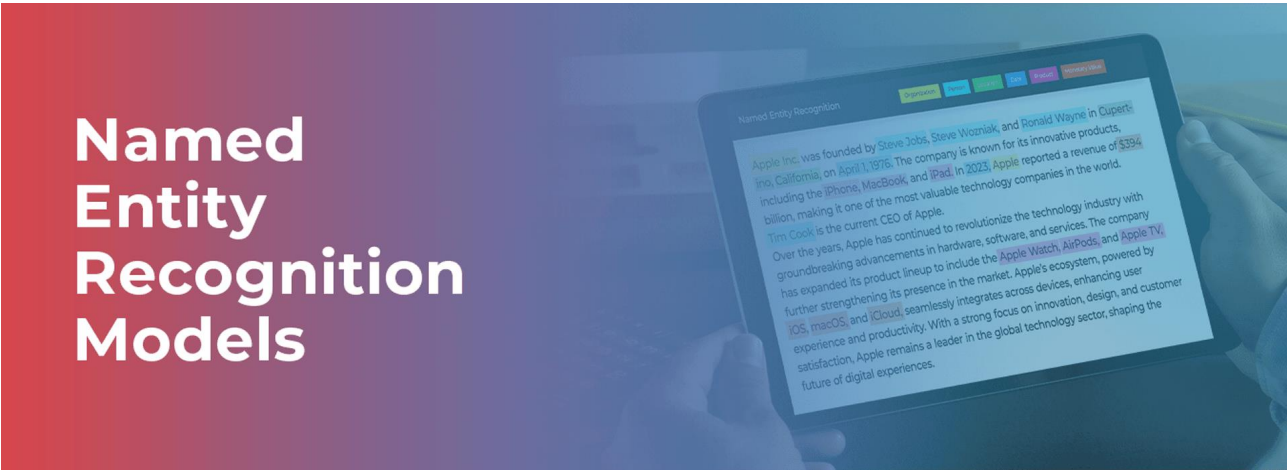 Named
Entity
Recognition
Models
Named Entity Recognition
Organization Person Date Product Monetary Value
Apple Inc. was founded by Steve Jobs, Steve Wozniak, and Ronald Wayne in Cupert-
ino, California, on April 1, 1976. The company is known for its innovative products,
including the iPhone, MacBook, and iPad. In 2023, Apple reported a revenue of $394
billion, making it one of the most valuable technology companies in the world.
Tim Cook is the current CEO of Apple.
Over the years, Apple has continued to revolutionize the technology industry with
groundbreaking advancements in hardware, software, and services. The company
has expanded its product lineup to include the Apple Watch, AirPods, and Apple TV,
further strengthening its presence in the market. Apple's ecosystem, powered by
iOS, macOS, and iCloud, seamlessly integrates across devices, enhancing user
experience and productivity. With a strong focus on innovation, design, and customer
satisfaction, Apple remains a leader in the global technology sector, shaping the
future of digital experiences.